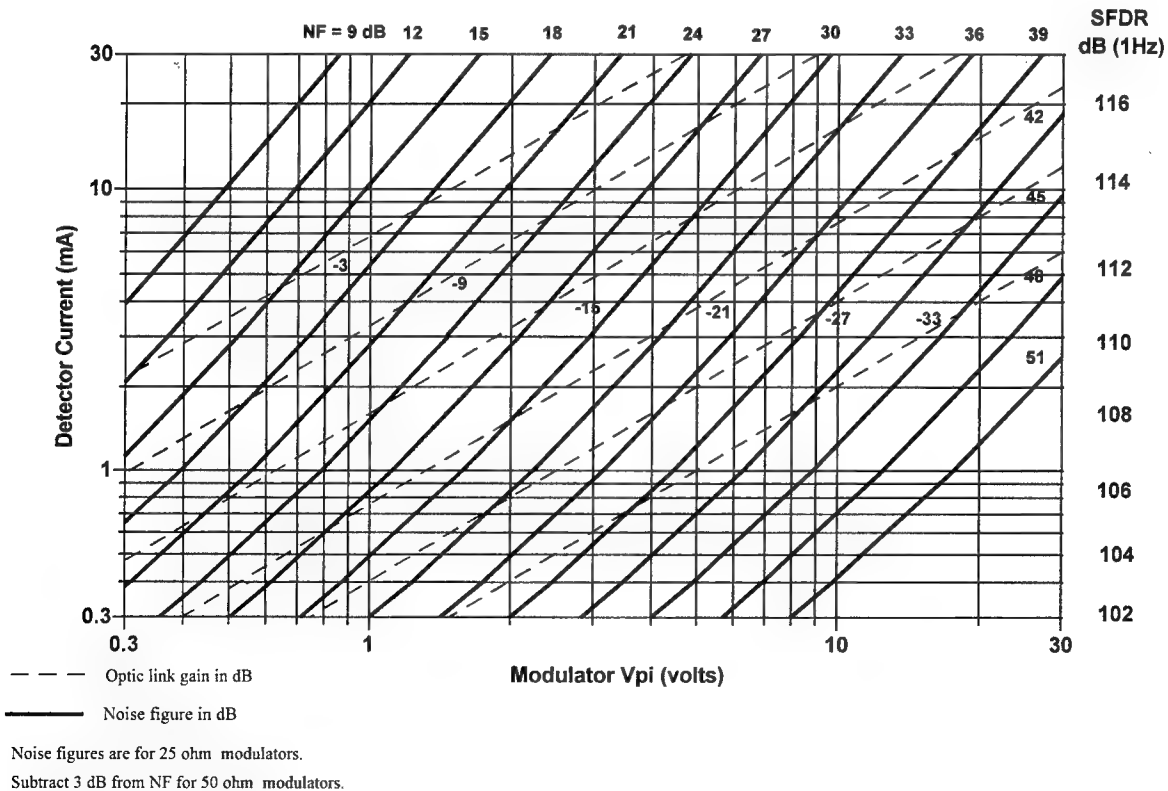 SFDR
NF = 9 dB 12 15 18 21 24 27 30 33 36 39 dB (1Hz)
30
116
42
114
10
45
-3
112
-9
48
-15 -21 -27 -33
110
51
108
1
106
104
0.3 102
0.3 1 10 30
Detector Current (mA)
Modulator Vpi (volts)
Optic link gain in dB
Noise figure in dB
Noise figures are for 25 ohm modulators.
Subtract 3 dB from NF for 50 ohm modulators.